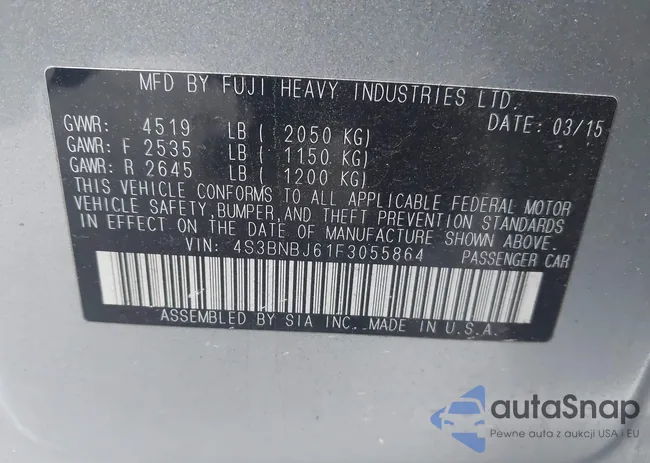 MFD BY FUJI HEAVY INDUSTRIES LTD.
GVWR: 4519 LB ( 2050 KG) DATE: 03/15
GAWR: F 2535 LB ( 1150 KG)
GAWR: R 2645 LB ( 1200 KG)
THIS VEHICLE CONFORMS TO ALL APPLICABLE FEDERAL MOTOR
VEHICLE SAFETY, BUMPER, AND THEFT PREVENTION STANDARDS
IN EFFECT ON THE DATE OF MANUFACTURE SHOWN ABOVE.
VIN: 4S3BNBJ61F3055864 PASSENGER CAR
ASSEMBLED BY SIA INC. MADE IN U.S.A.
autoSnap
Pewne auta z aukcji USA i EU